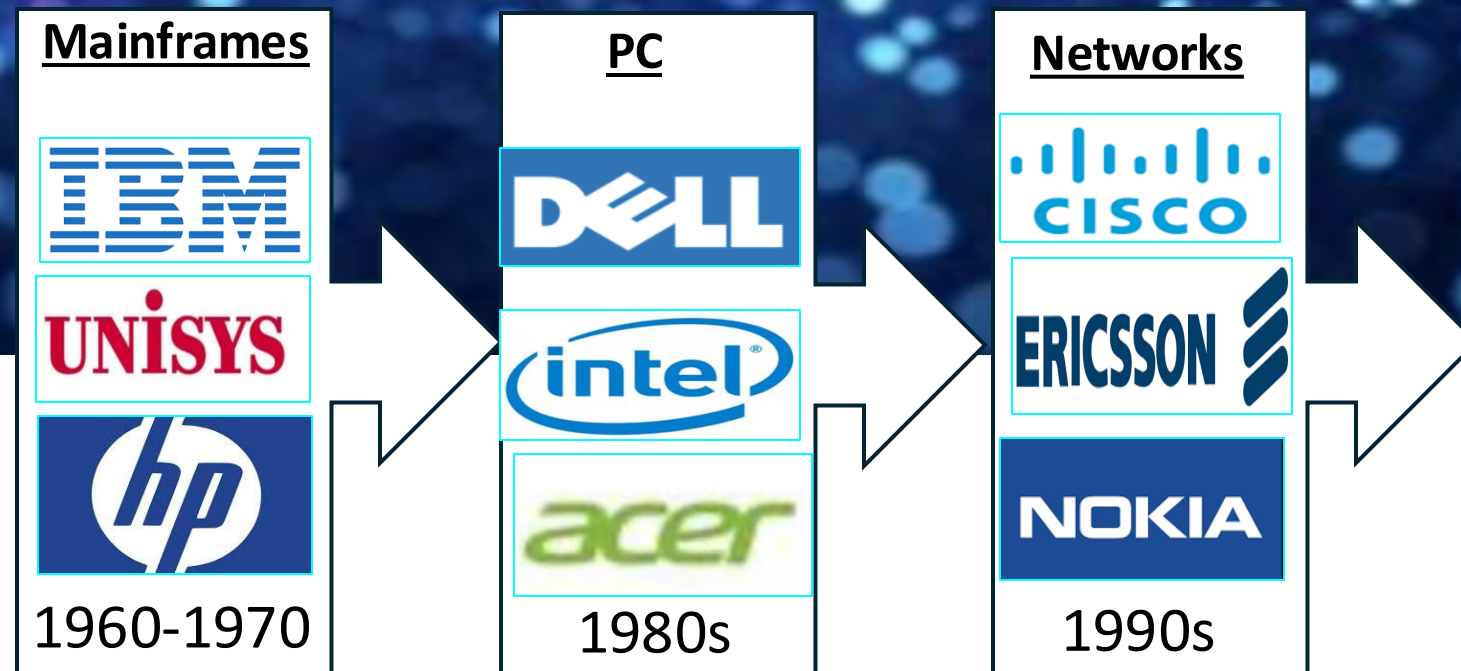 Mainframes
IBM
UNISYS
hp
1960-1970
PC
DELL
intel®
acer
1980s
Networks
CISCO
ERICSSON
NOKIA
1990s